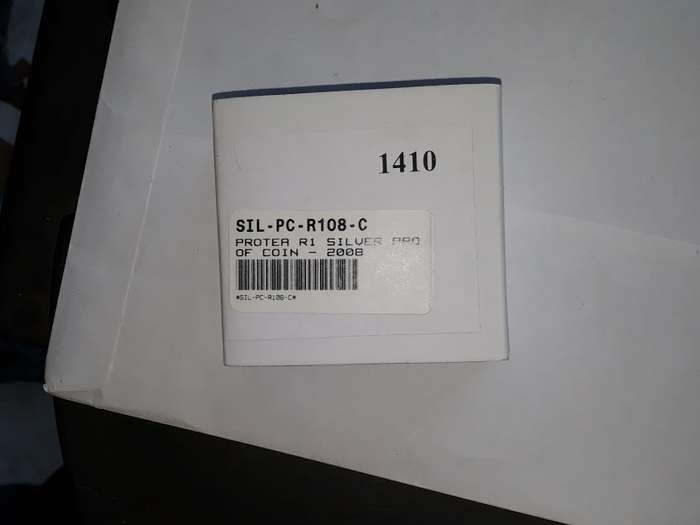 1410
SIL-PC-R108-C
PROTEA R1 SILVER PRO
OF COIN - 2008
*SIL-PC-R108-C*